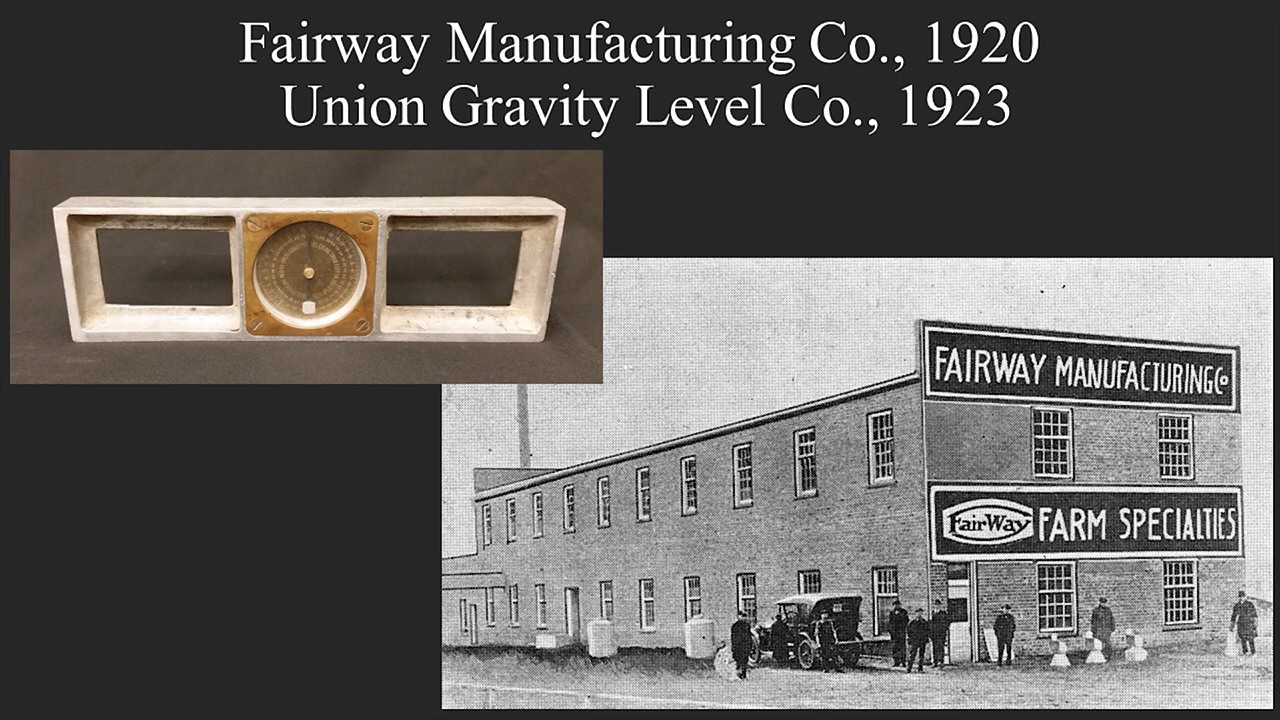 Fairway Manufacturing Co., 1920
Union Gravity Level Co., 1923
FAIRWAY MANUFACTURING Co
FairWay FARM SPECIALTIES